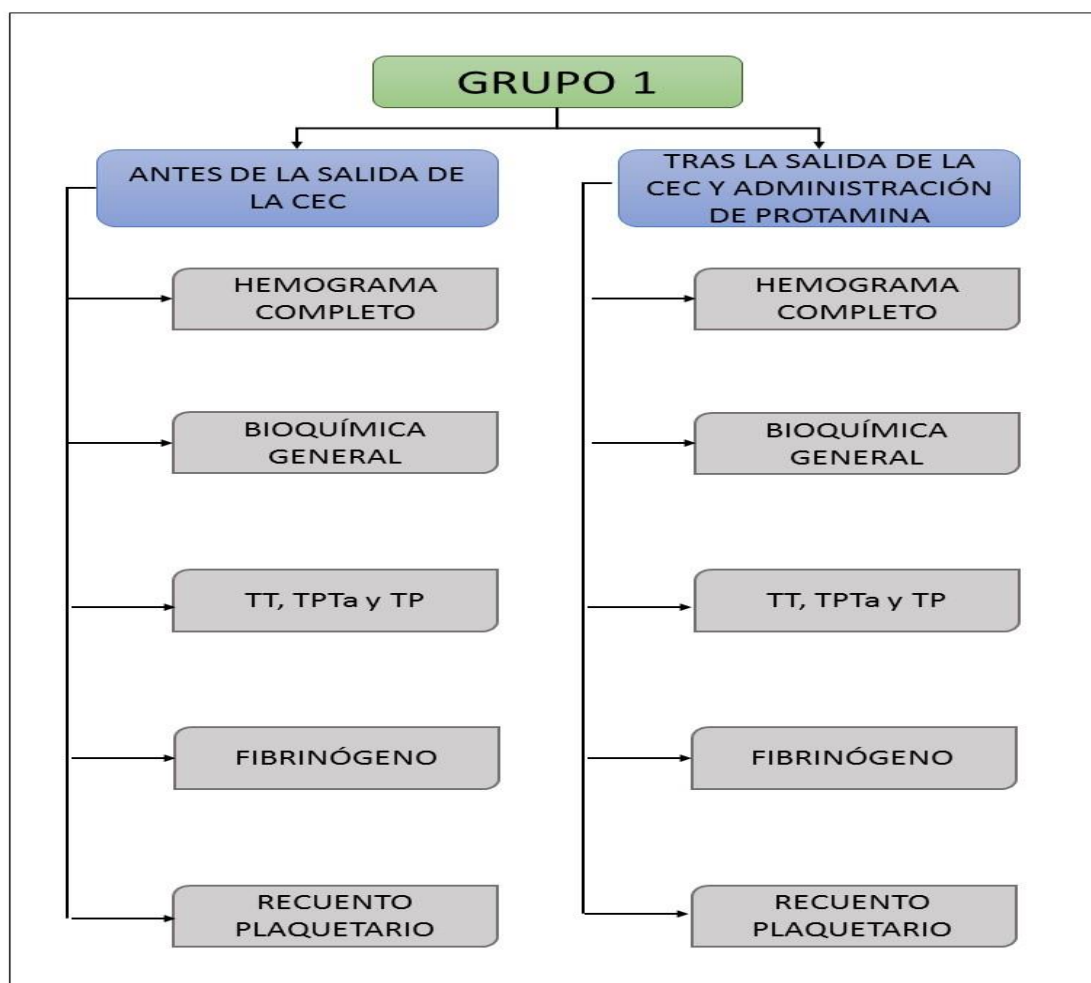 GRUPO 1
ANTES DE LA SALIDA DE
LA CEC
HEMOGRAMA
COMPLETO
BIOQUÍMICA
GENERAL
TT, TPTa y TP
FIBRINÓGENO
RECUENTO
PLAQUETARIO
TRAS LA SALIDA DE LA
CEC Y ADMINISTRACIÓN
DE PROTAMINA
HEMOGRAMA
COMPLETO
BIOQUÍMICA
GENERAL
TT, TPTa y TP
FIBRINÓGENO
RECUENTO
PLAQUETARIO